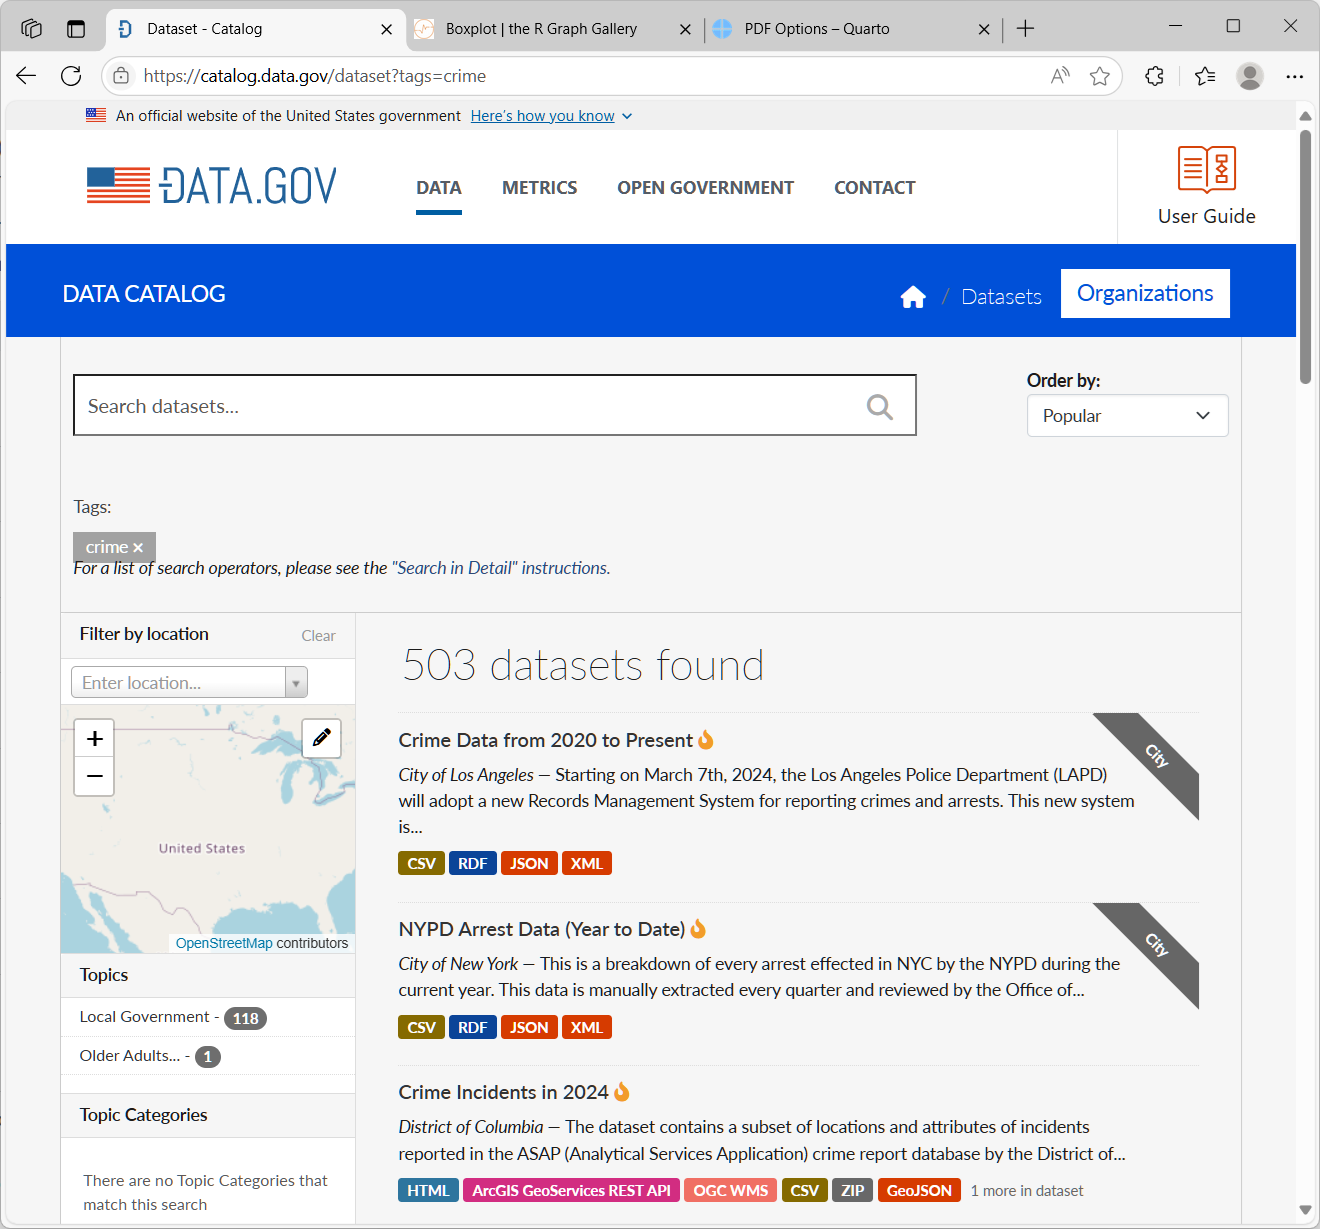 Dataset - Catalog
Boxplot | the R Graph Gallery
PDF Options – Quarto
https://catalog.data.gov/dataset?tags=crime
An official website of the United States government Here's how you know
DATA.GOV
DATA METRICS OPEN GOVERNMENT CONTACT
User Guide
DATA CATALOG
/ Datasets Organizations
Search datasets...
Order by:
Popular
Tags:
crime ×
For a list of search operators, please see the "Search in Detail" instructions.
Filter by location Clear
Enter location...
+
−
United States
OpenStreetMap contributors
Topics
Local Government - 118
Older Adults... - 1
Topic Categories
There are no Topic Categories that
match this search
503 datasets found
Crime Data from 2020 to Present
City
City of Los Angeles — Starting on March 7th, 2024, the Los Angeles Police Department (LAPD)
will adopt a new Records Management System for reporting crimes and arrests. This new system
is...
CSV RDF JSON XML
NYPD Arrest Data (Year to Date)
City
City of New York — This is a breakdown of every arrest effected in NYC by the NYPD during the
current year. This data is manually extracted every quarter and reviewed by the Office of...
CSV RDF JSON XML
Crime Incidents in 2024
District of Columbia — The dataset contains a subset of locations and attributes of incidents
reported in the ASAP (Analytical Services Application) crime report database by the District of...
HTML ArcGIS GeoServices REST API OGC WMS CSV ZIP GeoJSON 1 more in dataset